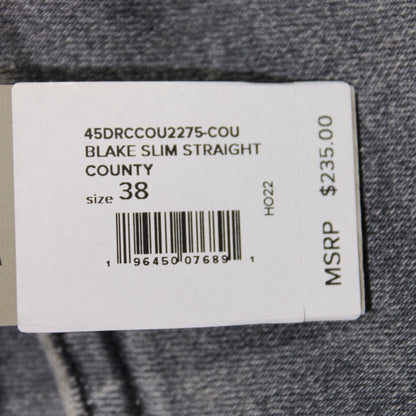 45DRCCOU2275-COU
BLAKE SLIM STRAIGHT
COUNTY
size 38
1 96450 07689 1
HO22
MSRP $235.00